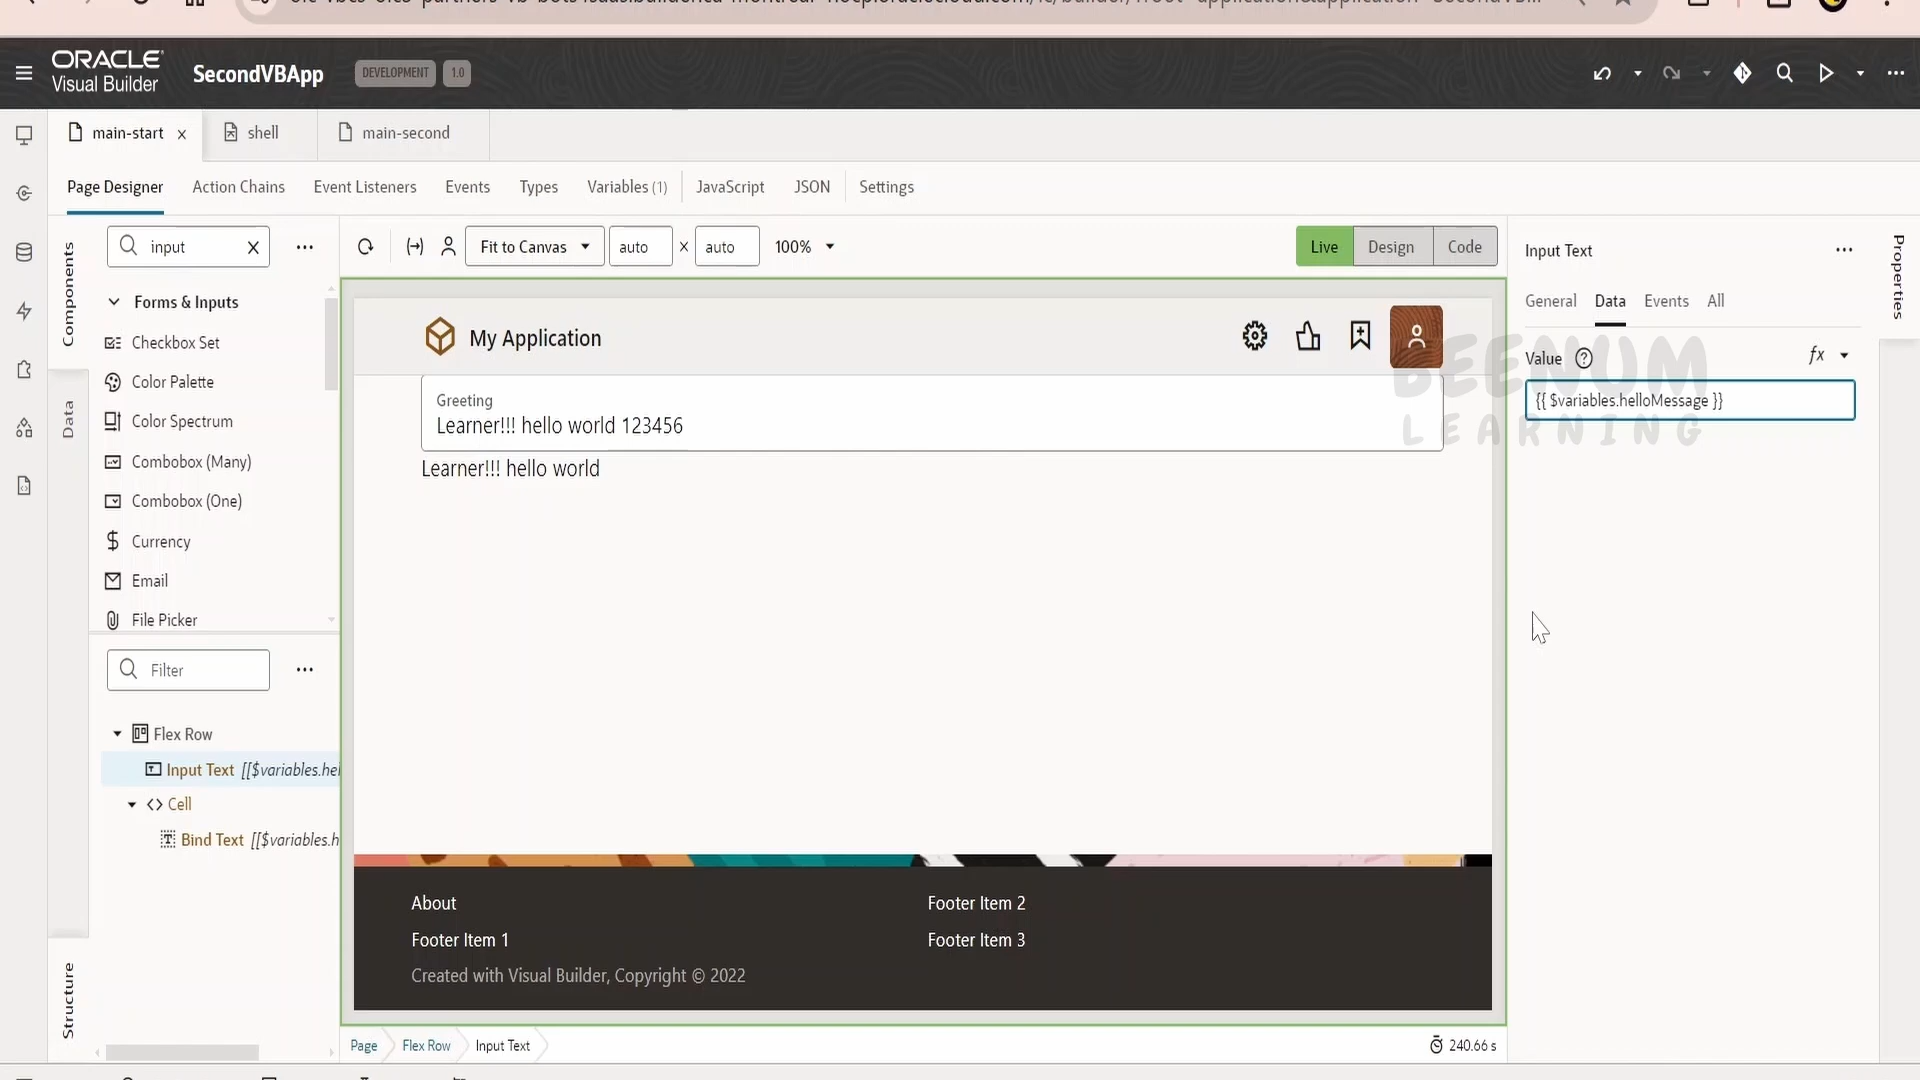 ORACLE
Visual Builder
SecondVBApp
DEVELOPMENT
1.0
main-start
shell
main-second
Page Designer
Action Chains
Event Listeners
Events
Types
Variables (1)
JavaScript
JSON
Settings
Components
input
Fit to Canvas
auto
×
auto
100%
Live
Design
Code
Input Text
Properties
Forms & Inputs
Checkbox Set
Color Palette
Color Spectrum
Combobox (Many)
Combobox (One)
Currency
Email
File Picker
Data
Filter
Flex Row
Input Text [[$variables.hel
Cell
Bind Text [[$variables.h
Structure
My Application
Greeting
Learner!!! hello world 123456
Learner!!! hello world
About
Footer Item 2
Footer Item 1
Footer Item 3
Created with Visual Builder, Copyright © 2022
Page
Flex Row
Input Text
240.66 s
General
Data
Events
All
Value
fx
{{ $variables.helloMessage }}
BEENUM
LEARNING